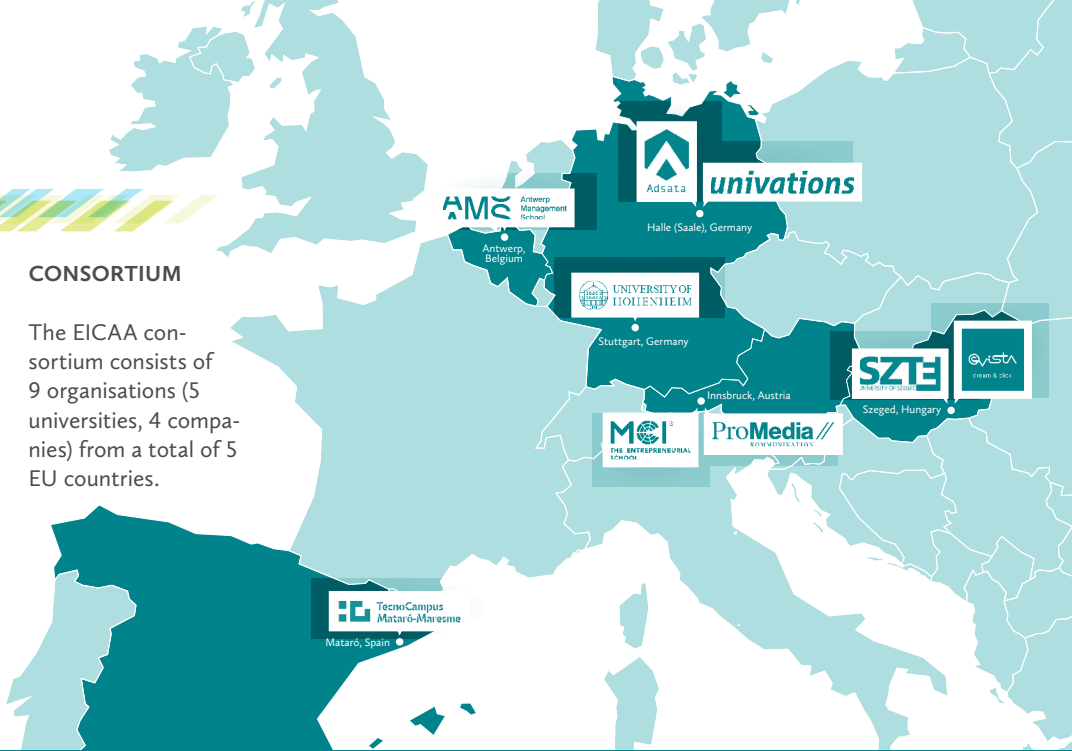 Adsata
univations
Halle (Saale), Germany
AMS
Antwerp
Management
School
Antwerp,
Belgium
CONSORTIUM
The EICAA con-
sortium consists of
9 organisations (5
universities, 4 compa-
nies) from a total of 5
EU countries.
UNIVERSITY OF
HOHENHEIM
Stuttgart, Germany
SZTE
UNIVERSITY OF SZEGED
evista
dream & click
Szeged, Hungary
Innsbruck, Austria
MCI®
THE ENTREPRENEURIAL
SCHOOL
ProMedia//
KOMMUNIKATION
TecnoCampus
Mataró-Maresme
Mataró, Spain